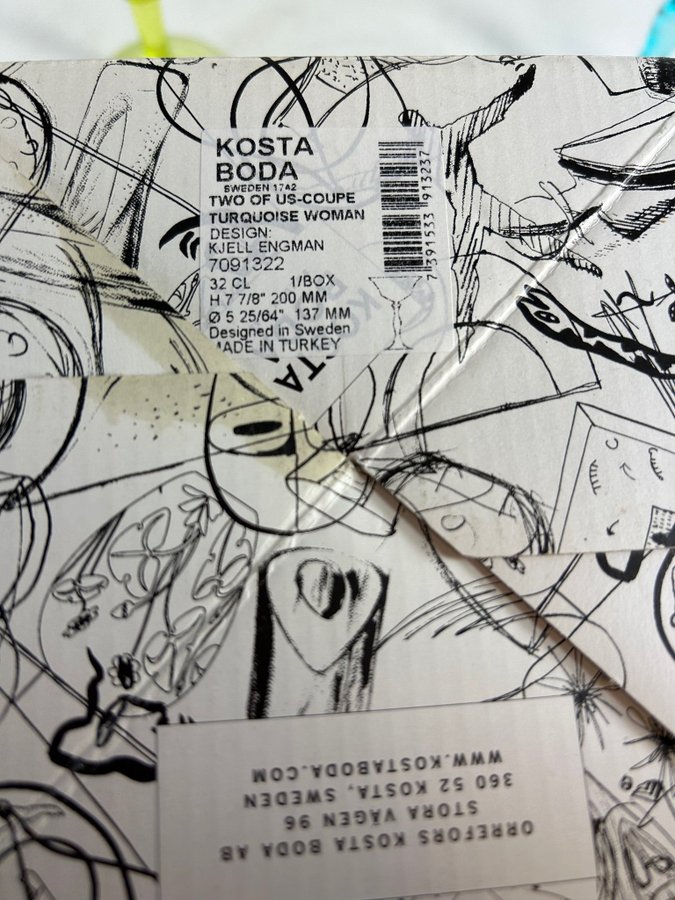 KOSTA
BODA
SWEDEN 1742
TWO OF US-COUPE
TURQUOISE WOMAN
DESIGN:
KJELL ENGMAN
7091322
32 CL 1/BOX
H 7 7/8" 200 MM
Ø 5 25/64" 137 MM
Designed in Sweden
MADE IN TURKEY
7 391533 913237
ORREFORS KOSTA BODA AB
STORA VÄGEN 96
360 52 KOSTA, SWEDEN
WWW.KOSTABODA.COM